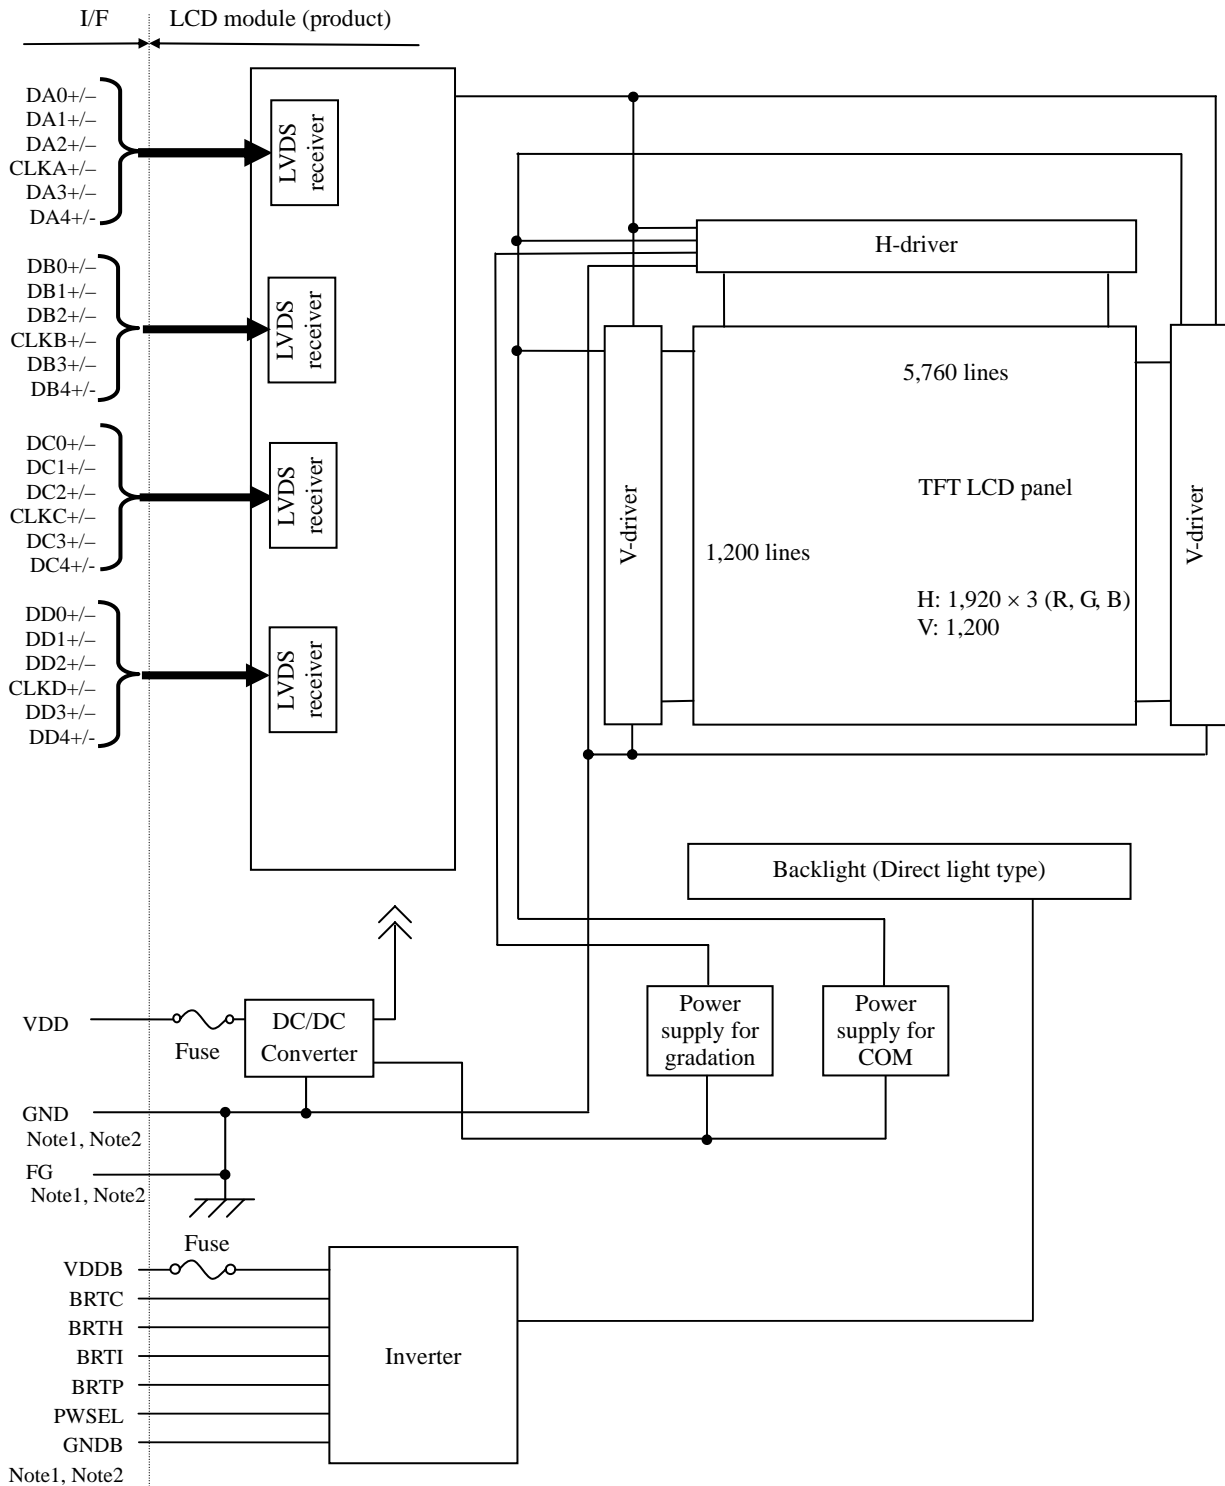 I/F
LCD module (product)
DA0+/–
DA1+/–
DA2+/–
CLKA+/–
DA3+/–
DA4+/-
LVDS
receiver
DB0+/–
DB1+/–
DB2+/–
CLKB+/–
DB3+/–
DB4+/-
LVDS
receiver
DC0+/–
DC1+/–
DC2+/–
CLKC+/–
DC3+/–
DC4+/-
LVDS
receiver
DD0+/–
DD1+/–
DD2+/–
CLKD+/–
DD3+/–
DD4+/-
LVDS
receiver
H-driver
V-driver
5,760 lines
TFT LCD panel
1,200 lines
H: 1,920 × 3 (R, G, B)
V: 1,200
V-driver
Backlight (Direct light type)
VDD
Fuse
DC/DC
Converter
Power
supply for
gradation
Power
supply for
COM
GND
Note1, Note2
FG
Note1, Note2
Fuse
VDDB
BRTC
BRTH
BRTI
BRTP
PWSEL
GNDB
Note1, Note2
Inverter